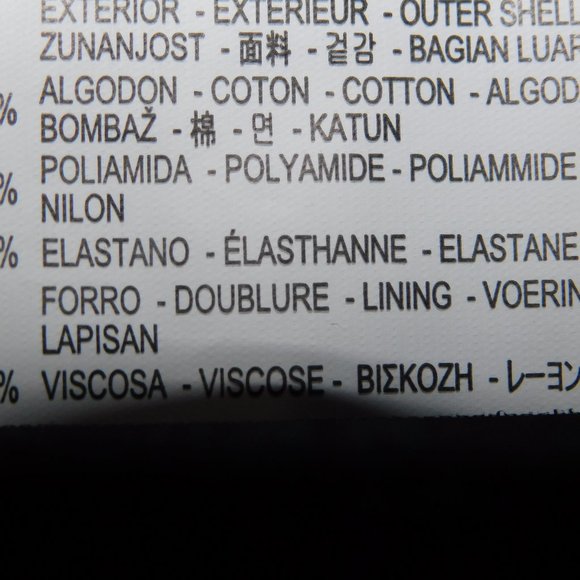 EXTERIOR - EXTÉRIEUR - OUTER SHELL
ZUNANJOST - 面料 - 겉감 - BAGIAN LUAR
% ALGODON - COTON - COTTON - ALGOD
BOMBAŽ - 棉 - 면 - KATUN
% POLIAMIDA - POLYAMIDE - POLIAMMIDE
NILON
% ELASTANO - ÉLASTHANNE - ELASTANE
FORRO - DOUBLURE - LINING - VOERIN
LAPISAN
% VISCOSA - VISCOSE - ΒΙΣΚΟΖΗ - レーヨン